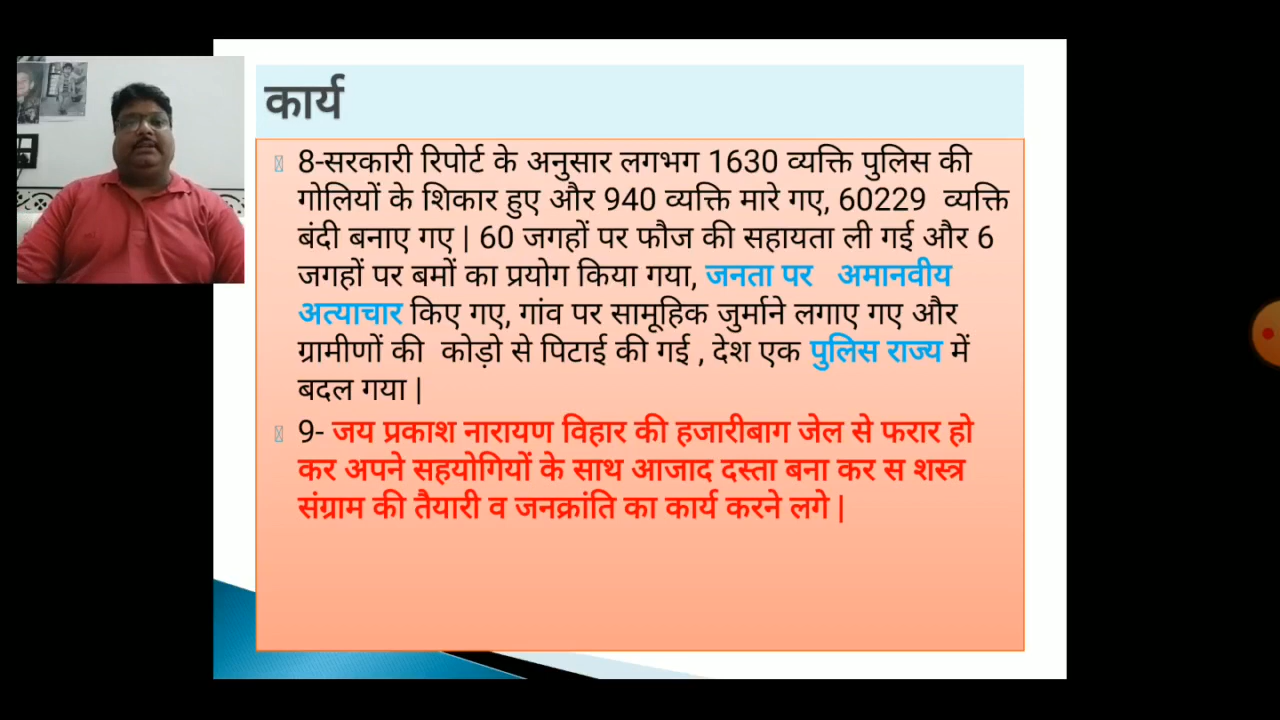 कार्य
8-सरकारी रिपोर्ट के अनुसार लगभग 1630 व्यक्ति पुलिस की
गोलियों के शिकार हुए और 940 व्यक्ति मारे गए, 60229 व्यक्ति
बंदी बनाए गए | 60 जगहों पर फौज की सहायता ली गई और 6
जगहों पर बमों का प्रयोग किया गया, जनता पर अमानवीय
अत्याचार किए गए, गांव पर सामूहिक जुर्माने लगाए गए और
ग्रामीणों की कोड़ो से पिटाई की गई , देश एक पुलिस राज्य में
बदल गया |
9- जय प्रकाश नारायण विहार की हजारीबाग जेल से फरार हो
कर अपने सहयोगियों के साथ आजाद दस्ता बना कर स शस्त्र
संग्राम की तैयारी व जनक्रांति का कार्य करने लगे |